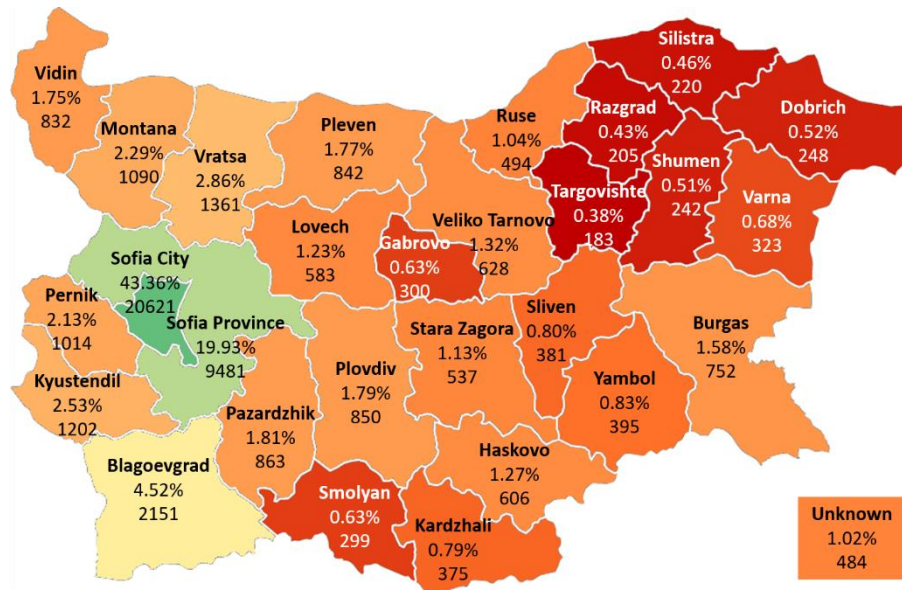 Vidin
1.75%
832
Montana
2.29%
1090
Vratsa
2.86%
1361
Pleven
1.77%
842
Ruse
1.04%
494
Silistra
0.46%
220
Razgrad
0.43%
205
Dobrich
0.52%
248
Shumen
0.51%
242
Targovishte
0.38%
183
Varna
0.68%
323
Veliko Tarnovo
1.32%
628
Lovech
1.23%
583
Gabrovo
0.63%
300
Sofia City
43.36%
20621
Sofia Province
19.93%
9481
Pernik
2.13%
1014
Kyustendil
2.53%
1202
Blagoevgrad
4.52%
2151
Pazardzhik
1.81%
863
Plovdiv
1.79%
850
Stara Zagora
1.13%
537
Sliven
0.80%
381
Yambol
0.83%
395
Burgas
1.58%
752
Haskovo
1.27%
606
Smolyan
0.63%
299
Kardzhali
0.79%
375
Unknown
1.02%
484